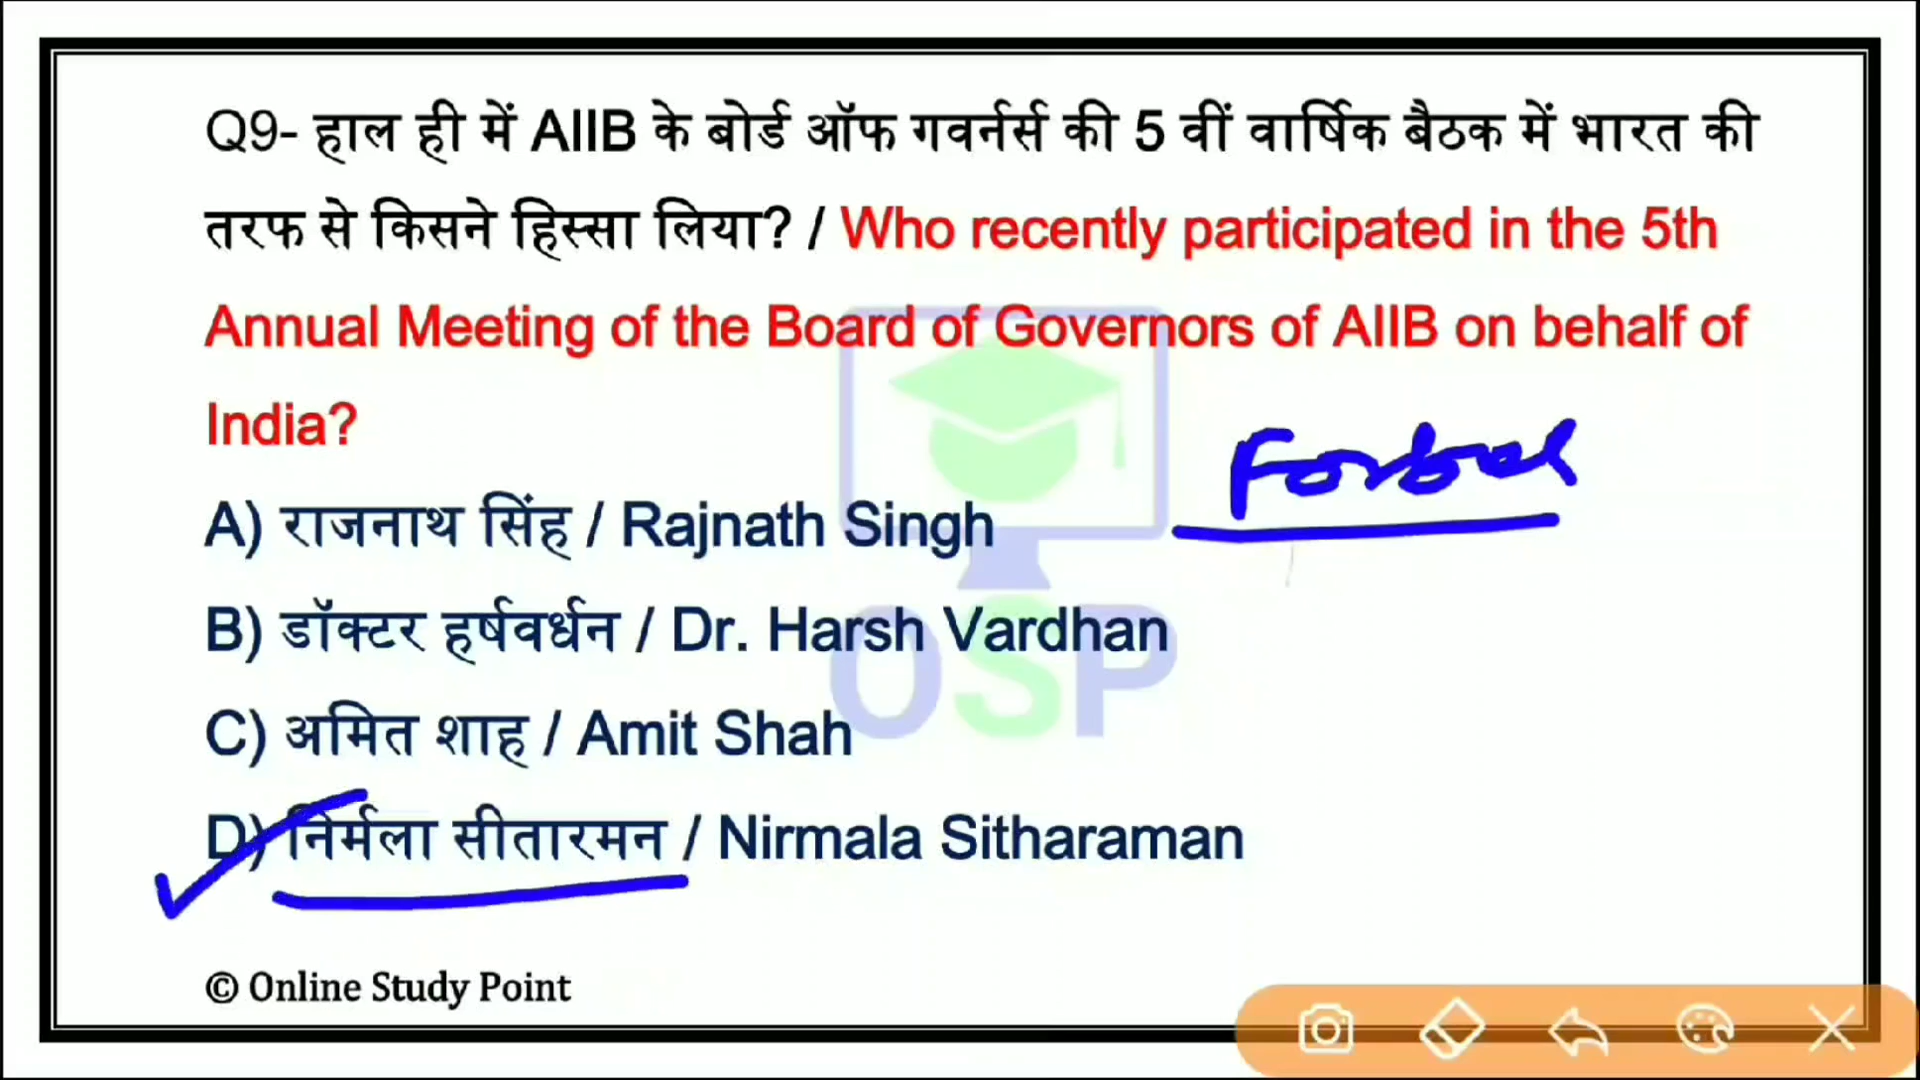 Q9- हाल ही में AIIB के बोर्ड ऑफ गवर्नर्स की 5 वीं वार्षिक बैठक में भारत की
तरफ से किसने हिस्सा लिया? / Who recently participated in the 5th
Annual Meeting of the Board of Governors of AIIB on behalf of
India?
A) राजनाथ सिंह / Rajnath Singh
B) डॉक्टर हर्षवर्धन / Dr. Harsh Vardhan
C) अमित शाह / Amit Shah
OSP
D) निर्मला सीतारमन / Nirmala Sitharaman
© Online Study Point